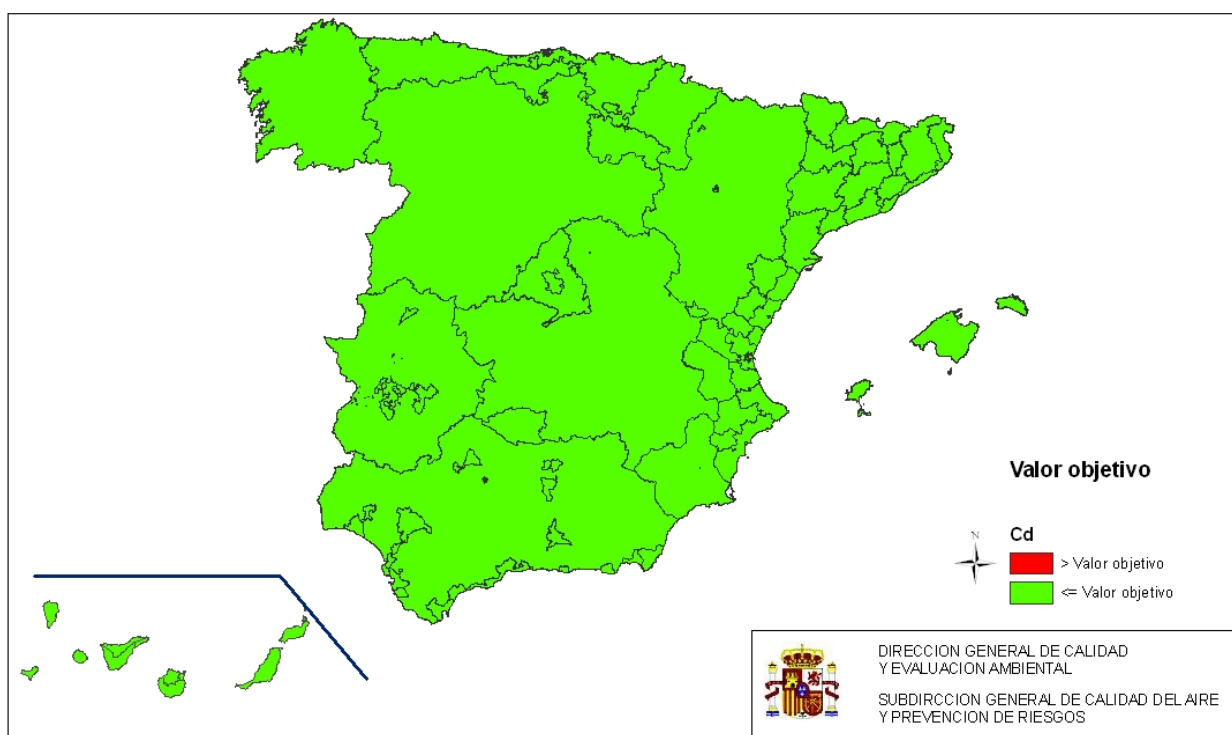 Valor objetivo
N
Cd
> Valor objetivo
<= Valor objetivo
DIRECCION GENERAL DE CALIDAD
Y EVALUACION AMBIENTAL
SUBDIRCCION GENERAL DE CALIDAD DEL AIRE
Y PREVENCION DE RIESGOS